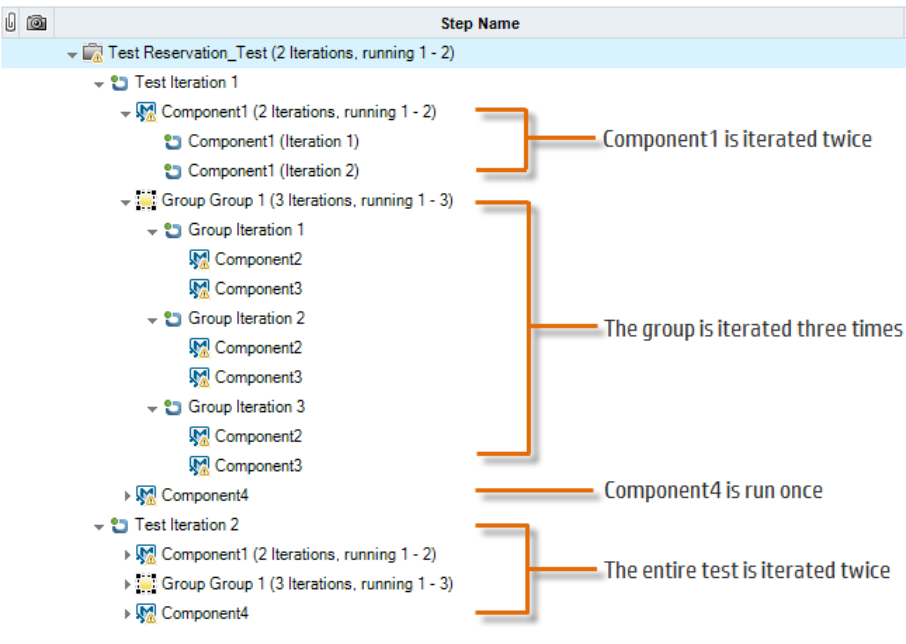 Step Name
Test Reservation_Test (2 Iterations, running 1 - 2)
Test Iteration 1
Component1 (2 Iterations, running 1 - 2)
Component1 (Iteration 1)
Component1 is iterated twice
Component1 (Iteration 2)
Group Group 1 (3 Iterations, running 1 - 3)
Group Iteration 1
Component2
Component3
Group Iteration 2
The group is iterated three times
Component2
Component3
Group Iteration 3
Component2
Component3
Component4
Component4 is run once
Test Iteration 2
Component1 (2 Iterations, running 1 - 2)
The entire test is iterated twice
Group Group 1 (3 Iterations, running 1 - 3)
Component4